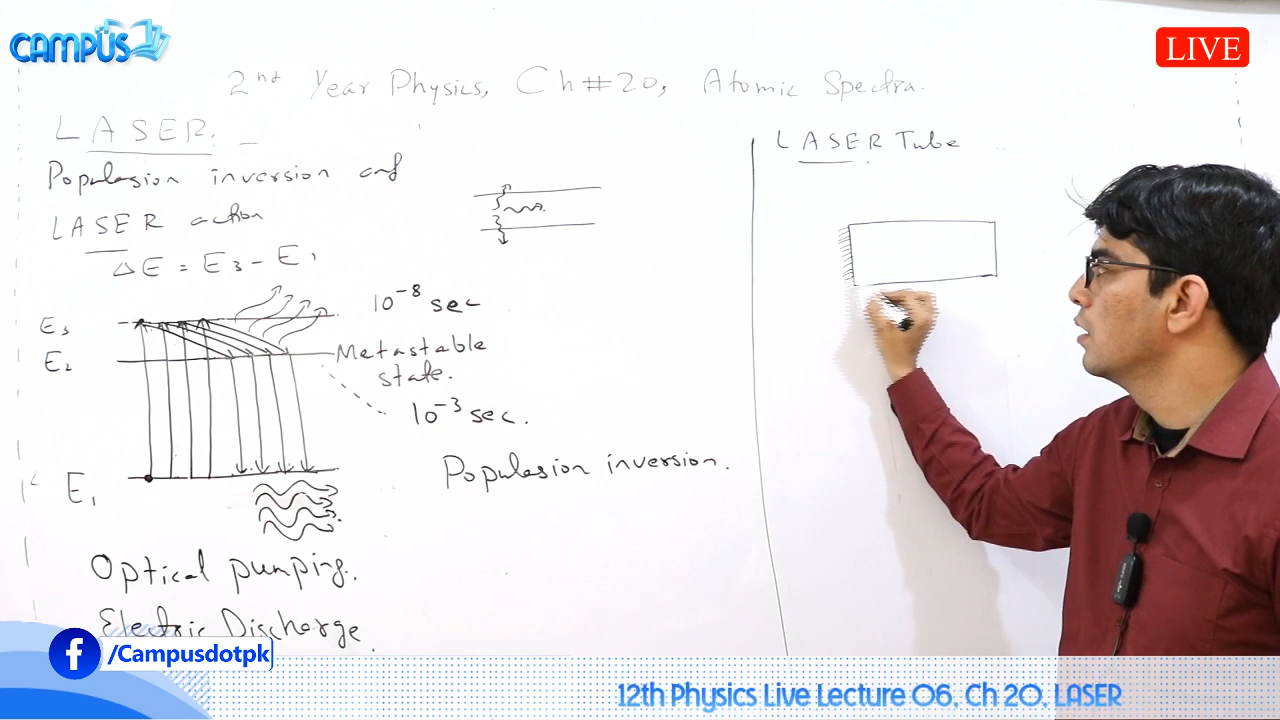 CAMPUS
LIVE
2nd Year Physics, Ch#20, Atomic Spectra.
LASER.
Populasion inversion and
LASER action
ΔE = E3 - E1
E3
10^-8 sec
E2
Metastable
state.
10^-3 sec.
Populasion inversion.
E1
Optical pumping.
Electric Discharge.
LASER Tube
/Campusdotpk
12th Physics Live Lecture 06, Ch 20, LASER